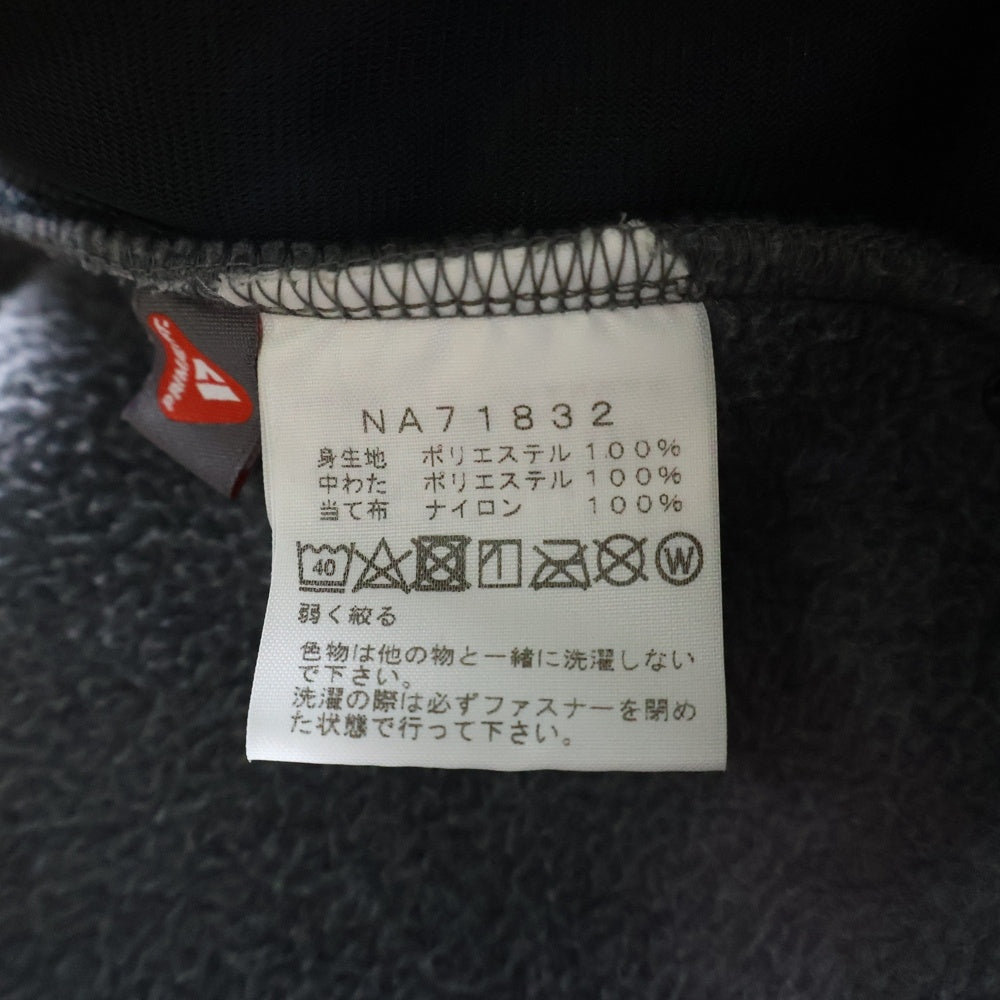 PRIMALOFT
NA71832
身生地 ポリエステル 100%
中わた ポリエステル 100%
当て布 ナイロン 100%
40 W
弱く絞る
色物は他の物と一緒に洗濯しない
で下さい。
洗濯の際は必ずファスナーを閉め
た状態で行って下さい。